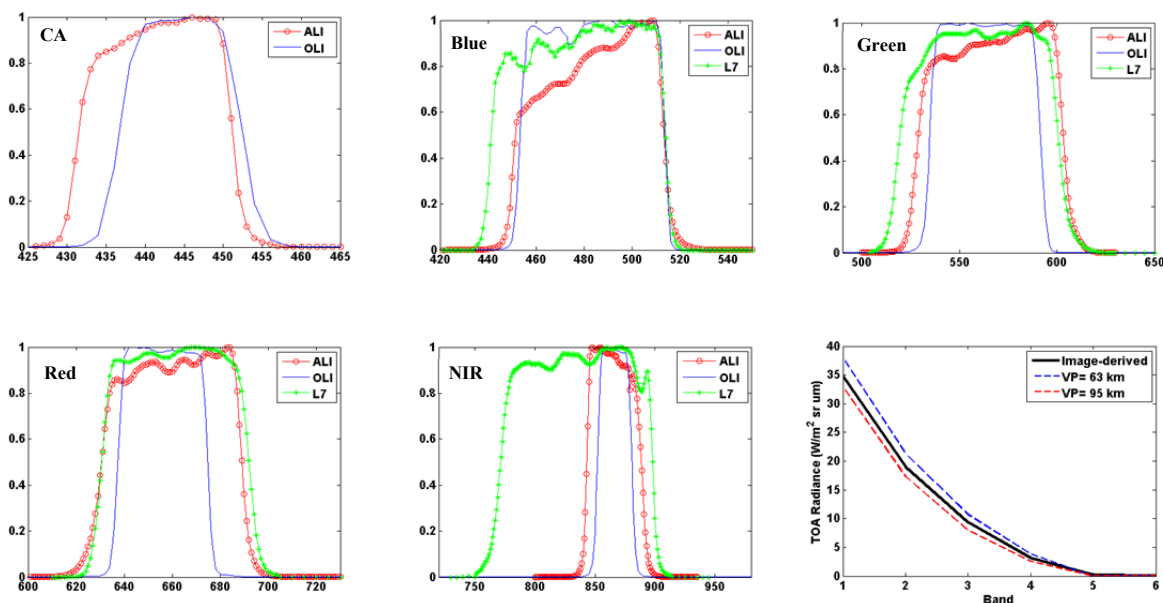 CA
ALI
OLI
1
0.8
0.6
0.4
0.2
0
425 430 435 440 445 450 455 460 465
Blue
ALI
OLI
L7
1
0.8
0.6
0.4
0.2
0
420 440 460 480 500 520 540
Green
ALI
OLI
L7
1
0.8
0.6
0.4
0.2
0
500 550 600 650
Red
ALI
OLI
L7
1
0.8
0.6
0.4
0.2
0
600 620 640 660 680 700 720
NIR
ALI
OLI
L7
1
0.8
0.6
0.4
0.2
0
750 800 850 900 950
Image-derived
VP= 63 km
VP= 95 km
TOA Radiance (W/m² sr um)
40
35
30
25
20
15
10
5
0
1 2 3 4 5 6
Band